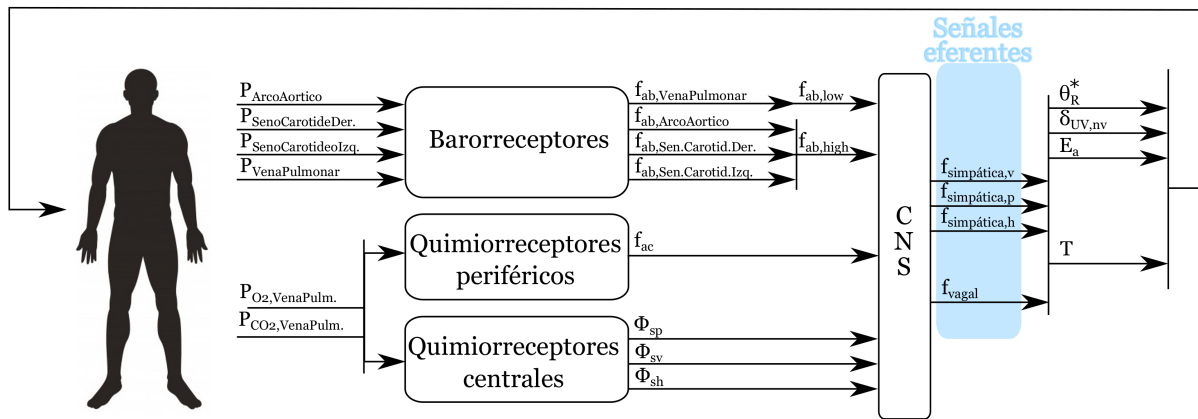 Señales
eferentes
P_ArcoAortico
P_SenoCarotideDer.
P_SenoCarotideoIzq.
P_VenaPulmonar
Barorreceptores
f_ab,VenaPulmonar
f_ab,ArcoAortico
f_ab,Sen.Carotid.Der.
f_ab,Sen.Carotid.Izq.
f_ab,low
f_ab,high
P_O2,VenaPulm.
P_CO2,VenaPulm.
Quimiorreceptores
periféricos
f_ac
Quimiorreceptores
centrales
Φ_sp
Φ_sv
Φ_sh
C
N
S
f_simpática,v
f_simpática,p
f_simpática,h
f_vagal
θ_R^*
δ_UV,nv
E_a
T